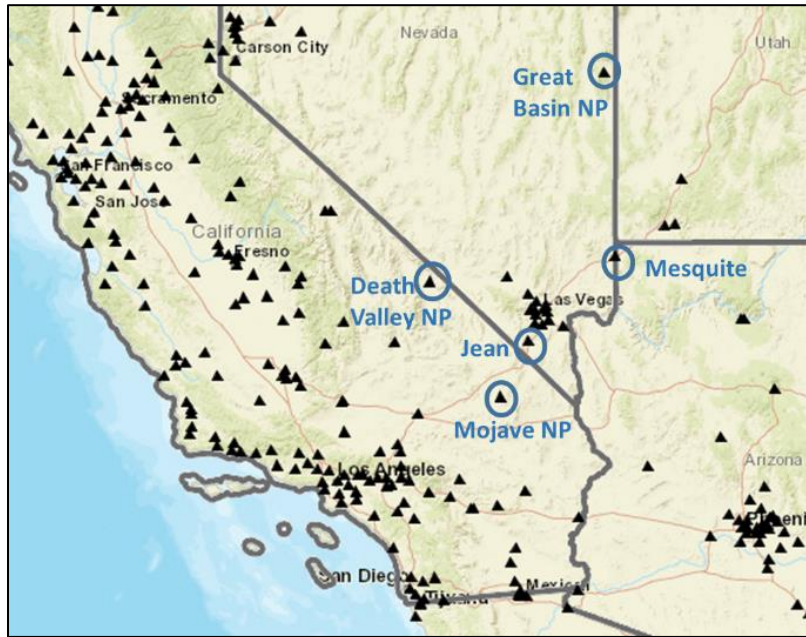 Nevada
Utah
Carson City
Great
Basin NP
Sacramento
San Francisco
San Jose
California
Fresno
Death
Valley NP
Las Vegas
Mesquite
Jean
Mojave NP
Los Angeles
Arizona
San Diego
Tijuana
Mexicali